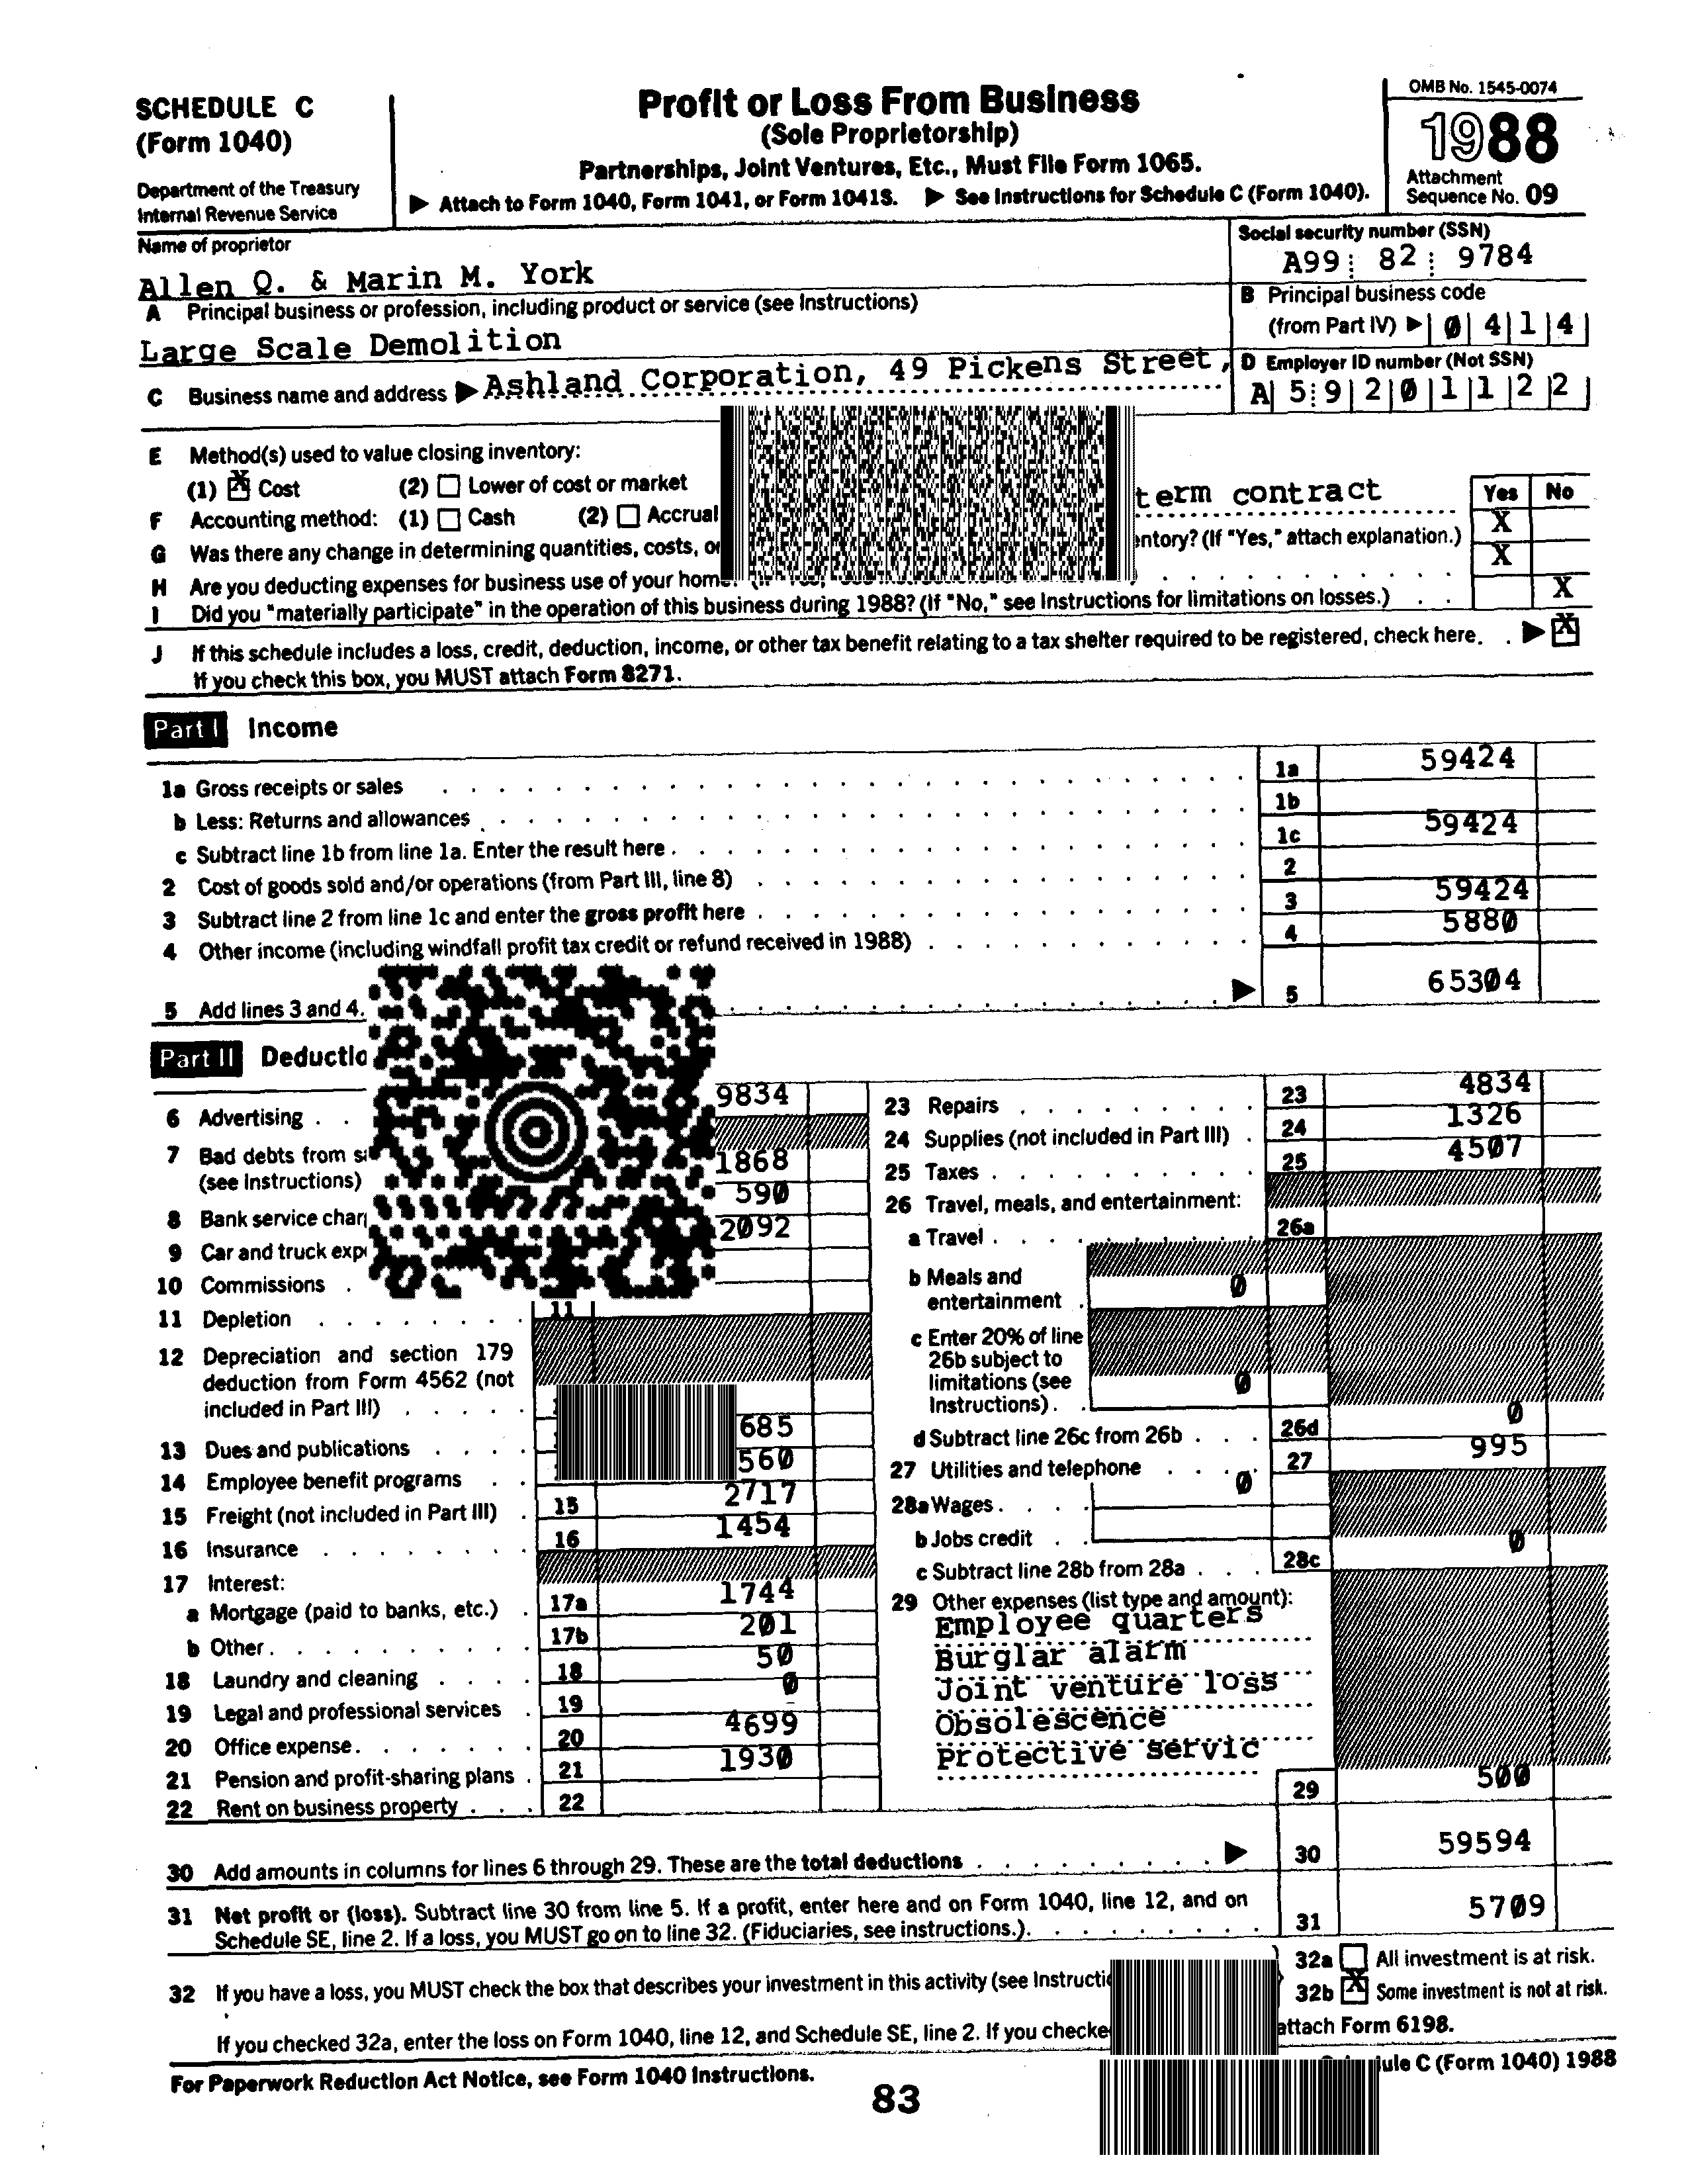 SCHEDULE C
(Form 1040)
Department of the Treasury
Internal Revenue Service
Profit or Loss From Business
(Sole Proprietorship)
Partnerships, Joint Ventures, Etc., Must File Form 1065.
▶ Attach to Form 1040, Form 1041, or Form 1041S. ▶ See Instructions for Schedule C (Form 1040).
OMB No. 1545-0074
1988
Attachment
Sequence No. 09
Name of proprietor
Allen Q. & Marin M. York
Social security number (SSN)
A99 82 9784
A Principal business or profession, including product or service (see Instructions)
Large Scale Demolition
B Principal business code
(from Part IV) ▶ 0 4 1 4
C Business name and address ▶ Ashland Corporation, 49 Pickens Street,
D Employer ID number (Not SSN)
A 5 9 2 0 1 1 2 2
E Method(s) used to value closing inventory:
(1) X Cost (2) Lower of cost or market
term contract
Yes No
F Accounting method: (1) Cash (2) Accrual
G Was there any change in determining quantities, costs, or entory? (If "Yes," attach explanation.) X
H Are you deducting expenses for business use of your home X
I Did you "materially participate" in the operation of this business during 1988? (If "No," see Instructions for limitations on losses.) X
J If this schedule includes a loss, credit, deduction, income, or other tax benefit relating to a tax shelter required to be registered, check here. ▶ X
If you check this box, you MUST attach Form 8271.
Part I Income
1a Gross receipts or sales 1a 59424
b Less: Returns and allowances 1b
c Subtract line 1b from line 1a. Enter the result here 1c 59424
2 Cost of goods sold and/or operations (from Part III, line 8) 2
3 Subtract line 2 from line 1c and enter the gross profit here 3 59424
4 Other income (including windfall profit tax credit or refund received in 1988) 4 5880
5 Add lines 3 and 4. ▶ 5 65304
Part II Deductio
6 Advertising 9834
7 Bad debts from sa
(see Instructions) 1868
8 Bank service char 590
9 Car and truck exp 2092
10 Commissions
11 Depletion 11
12 Depreciation and section 179
deduction from Form 4562 (not
included in Part III)
13 Dues and publications 685
14 Employee benefit programs 560
15 Freight (not included in Part III) 15 2717
16 Insurance 16 1454
17 Interest:
a Mortgage (paid to banks, etc.) 17a 1744
b Other 17b 201
18 Laundry and cleaning 18 50
19 Legal and professional services 19 0
20 Office expense 20 4699
21 Pension and profit-sharing plans 21 1930
22 Rent on business property 22
23 Repairs 23 4834
24 Supplies (not included in Part III) 24 1326
25 Taxes 25 4507
26 Travel, meals, and entertainment:
a Travel 26a
b Meals and
entertainment 0
c Enter 20% of line
26b subject to
limitations (see
Instructions) 0
d Subtract line 26c from 26b 26d 0
27 Utilities and telephone 27 995
28a Wages 0
b Jobs credit
c Subtract line 28b from 28a 28c 0
29 Other expenses (list type and amount):
Employee quarters
Burglar alarm
Joint venture loss
Obsolescence
Protective servic
29 500
30 Add amounts in columns for lines 6 through 29. These are the total deductions ▶ 30 59594
31 Net profit or (loss). Subtract line 30 from line 5. If a profit, enter here and on Form 1040, line 12, and on
Schedule SE, line 2. If a loss, you MUST go on to line 32. (Fiduciaries, see instructions.) 31 5709
32 If you have a loss, you MUST check the box that describes your investment in this activity (see Instructio
32a All investment is at risk.
32b X Some investment is not at risk.
If you checked 32a, enter the loss on Form 1040, line 12, and Schedule SE, line 2. If you checke attach Form 6198.
For Paperwork Reduction Act Notice, see Form 1040 Instructions.
ule C (Form 1040) 1988
83